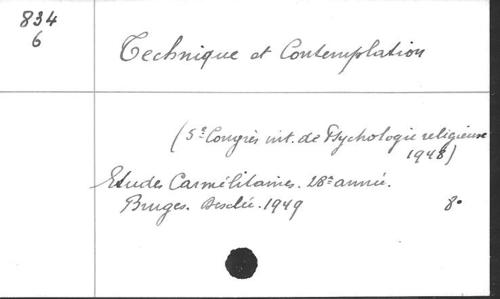 834
6
Technique et Contemplation
(5e Congrès int. de Psychologie religieuse
1948)
Etudes Carmélitaines. 28e année.
Bruges. Desclée. 1949 8°